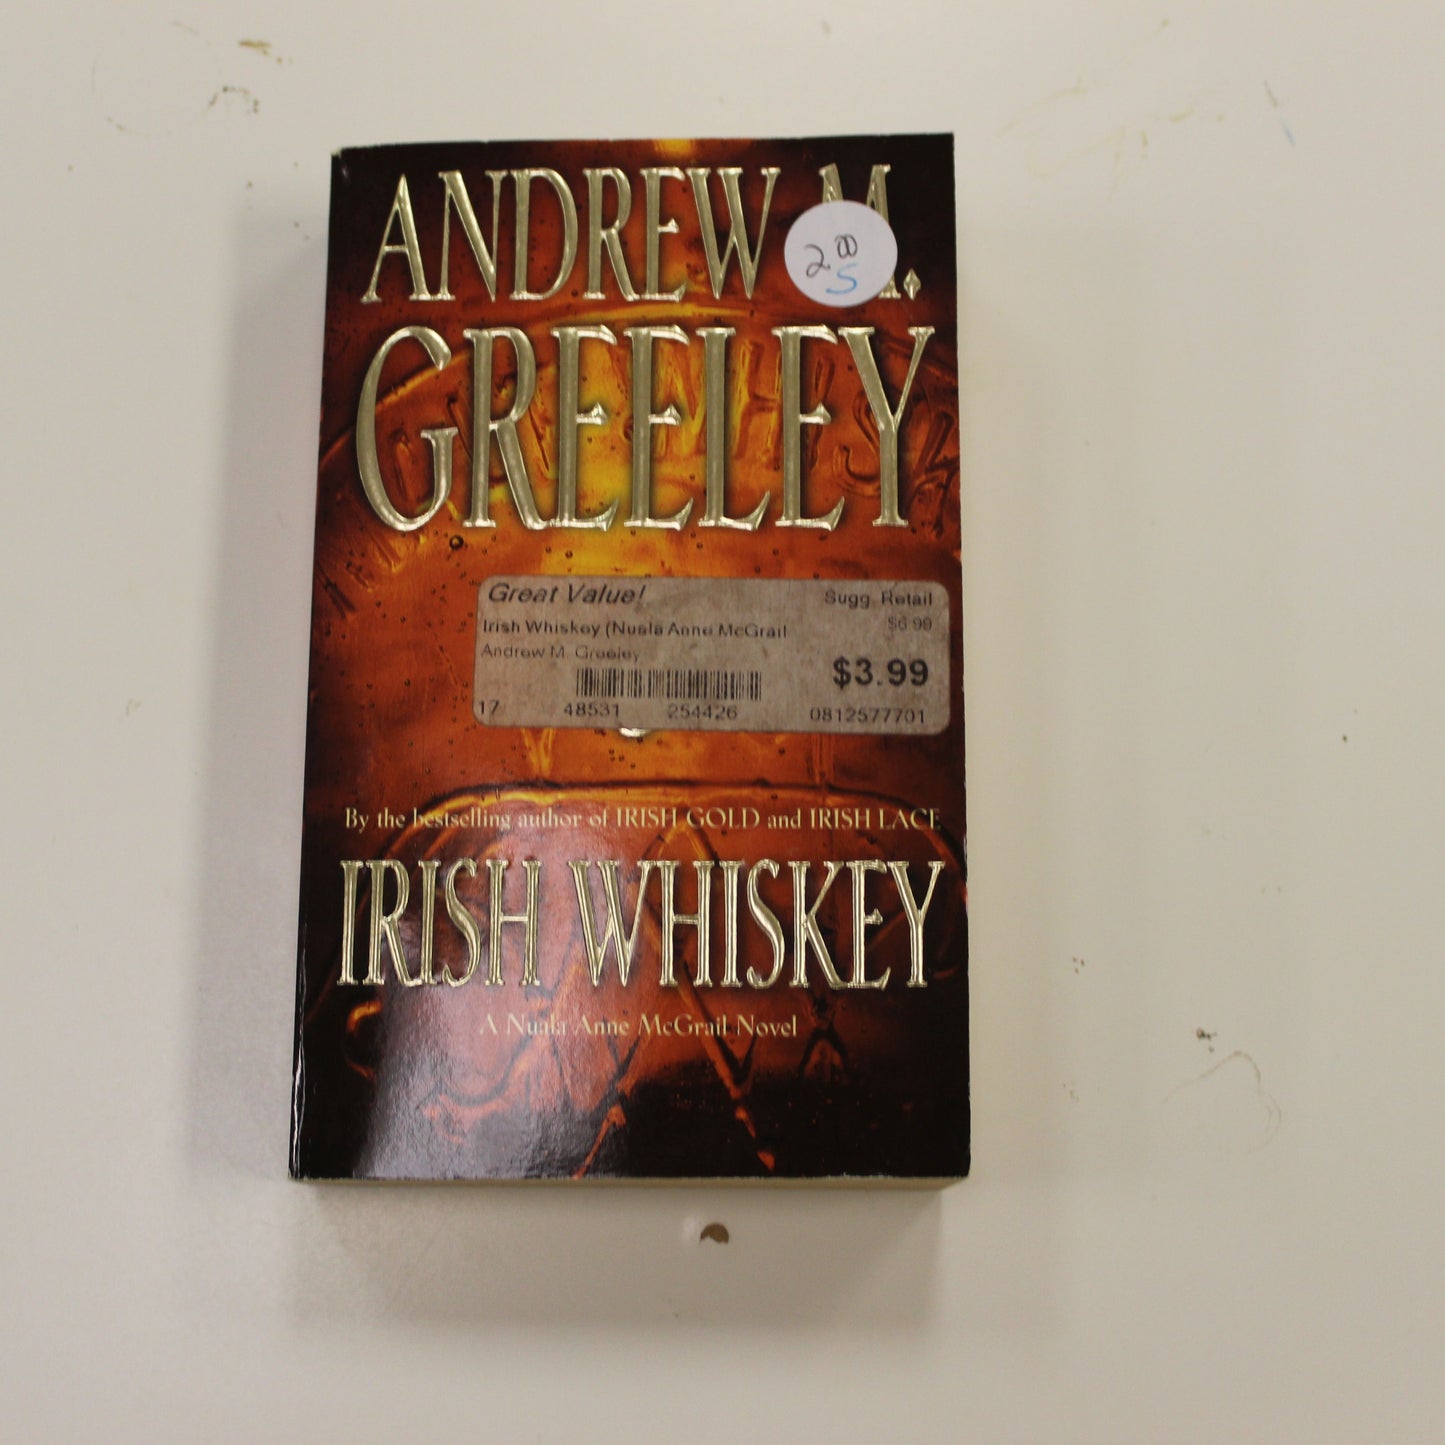 ANDREW M.
2.00
S
GREELEY
Great Value!
Sugg. Retail
Irish Whiskey (Nuala Anne McGrail
$6.99
Andrew M. Greeley
$3.99
17 48531 254426 0812577701
By the bestselling author of IRISH GOLD and IRISH LACE
IRISH WHISKEY
A Nuala Anne McGrail Novel